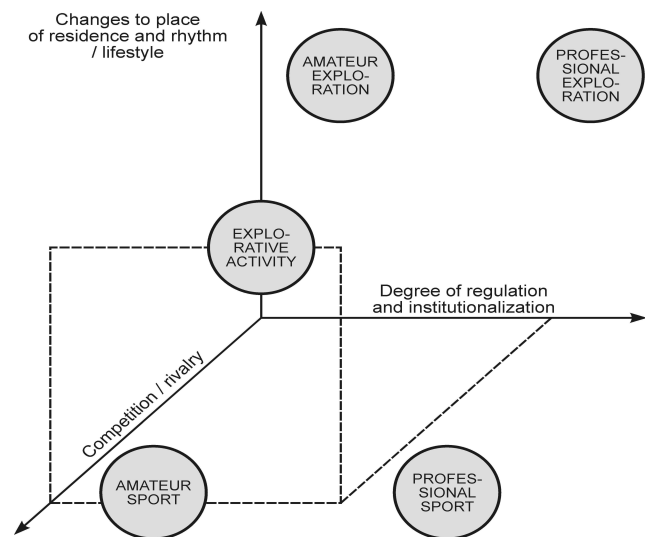 Changes to place
of residence and rhythm
/ lifestyle
AMATEUR
EXPLO-
RATION
PROFES-
SIONAL
EXPLO-
RATION
EXPLO-
RATIVE
ACTIVITY
Degree of regulation
and institutionalization
Competition / rivalry
AMATEUR
SPORT
PROFES-
SIONAL
SPORT